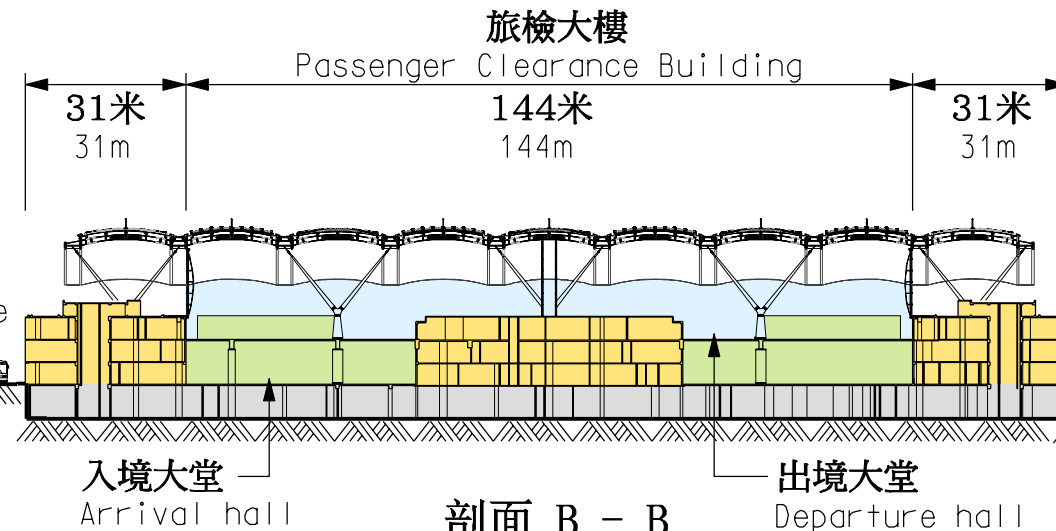 旅檢大樓
Passenger Clearance Building
31米 144米 31米
31m 144m 31m
入境大堂 出境大堂
Arrival hall Departure hall
剖面 B - B